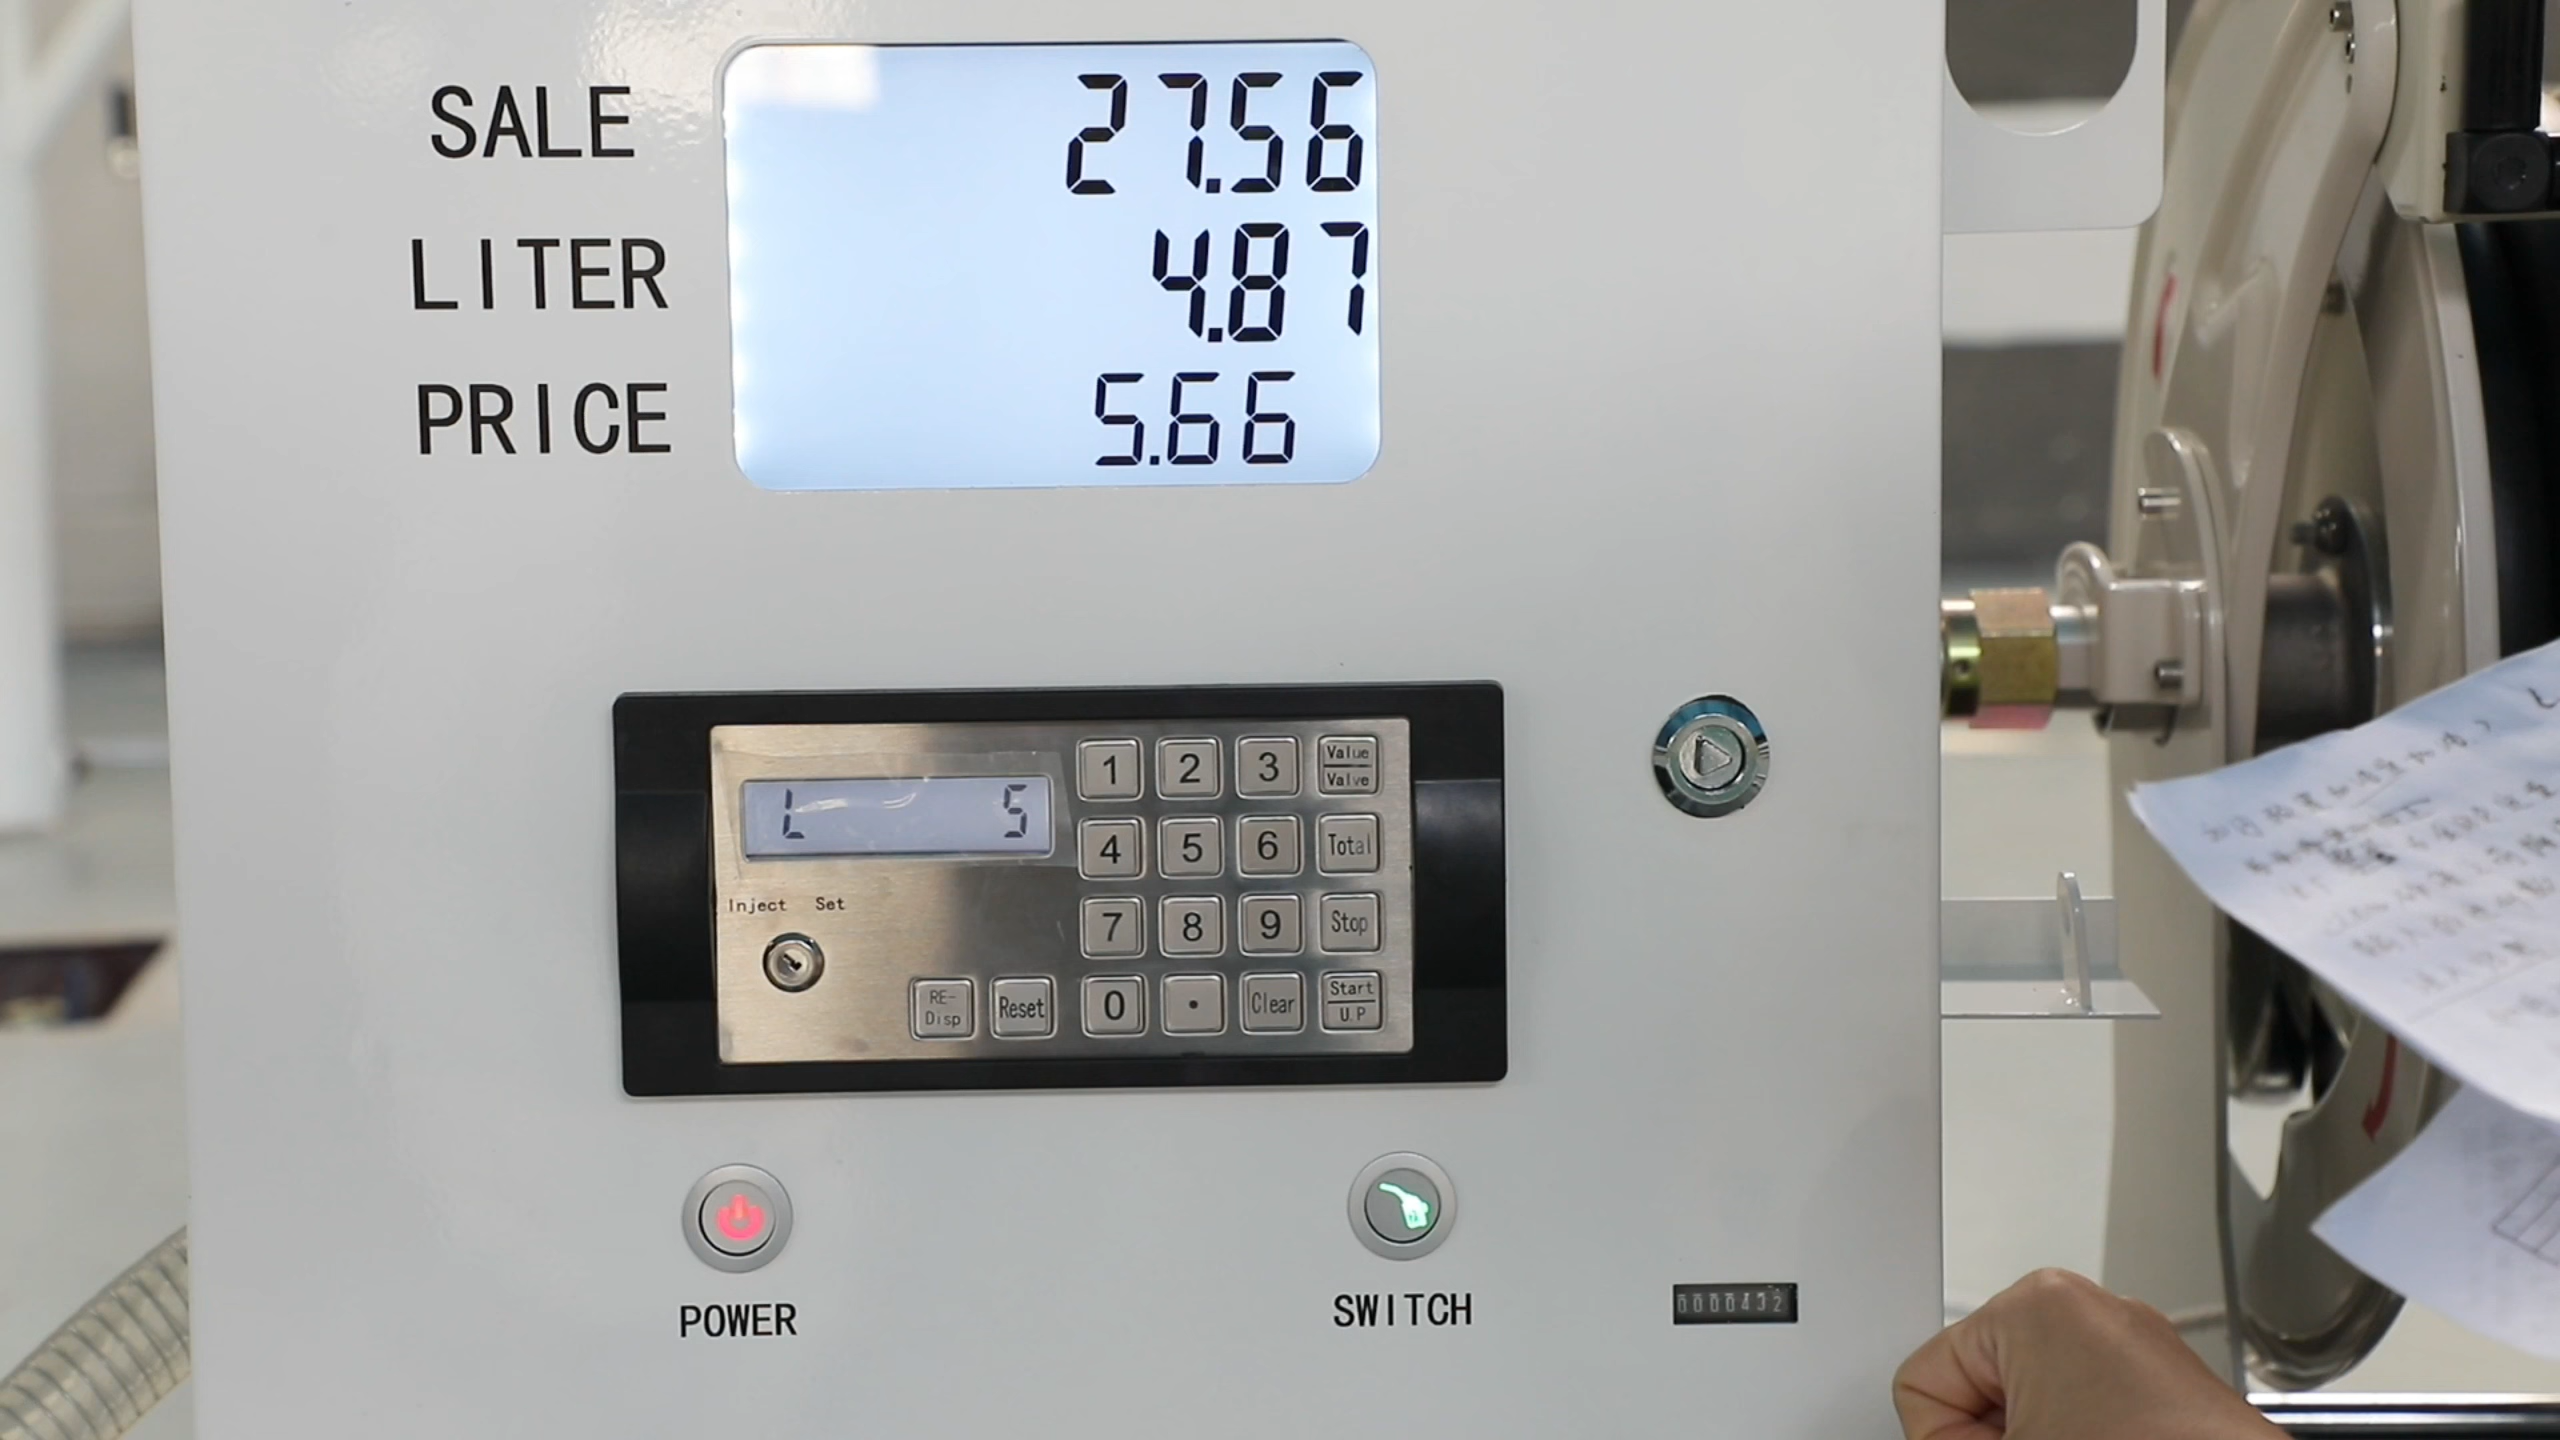 SALE 27.56
LITER 4.87
PRICE 5.66
L 5
1 2 3 Value Valve
4 5 6 Total
Inject Set
7 8 9 Stop
RE-Disp Reset 0 . Clear Start U.P
POWER
SWITCH
0000432